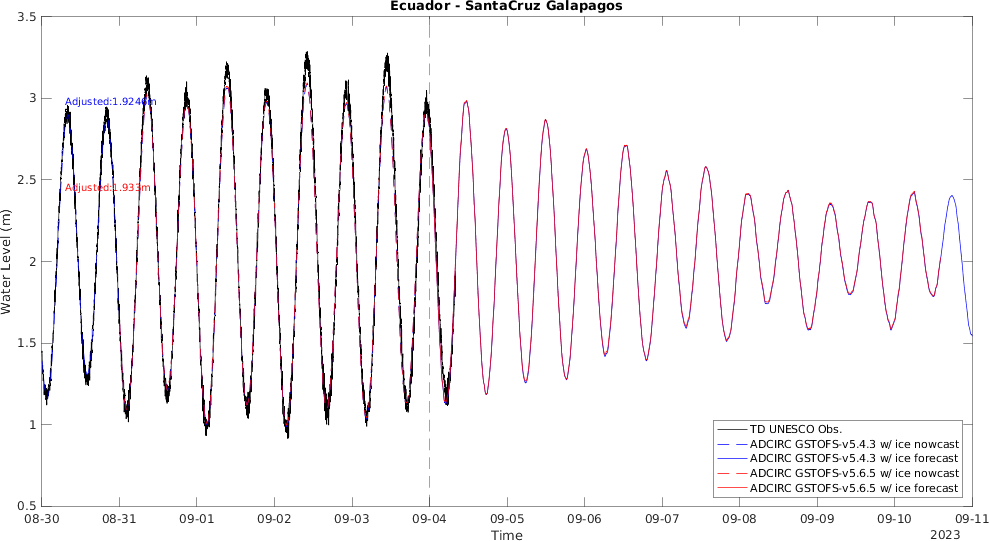 Ecuador - SantaCruz Galapagos
3.5
3
2.5
2
1.5
1
0.5
Water Level (m)
Adjusted:1.9246m
Adjusted:1.933m
TD UNESCO Obs.
ADCIRC GSTOFS-v5.4.3 w/ ice nowcast
ADCIRC GSTOFS-v5.4.3 w/ ice forecast
ADCIRC GSTOFS-v5.6.5 w/ ice nowcast
ADCIRC GSTOFS-v5.6.5 w/ ice forecast
08-30 08-31 09-01 09-02 09-03 09-04 09-05 09-06 09-07 09-08 09-09 09-10 09-11
Time
2023